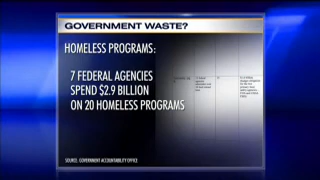 GOVERNMENT WASTE?
HOMELESS PROGRAMS:
7 FEDERAL AGENCIES
SPEND $2.9 BILLION
ON 20 HOMELESS PROGRAMS
SOURCE: GOVERNMENT ACCOUNTABILITY OFFICE